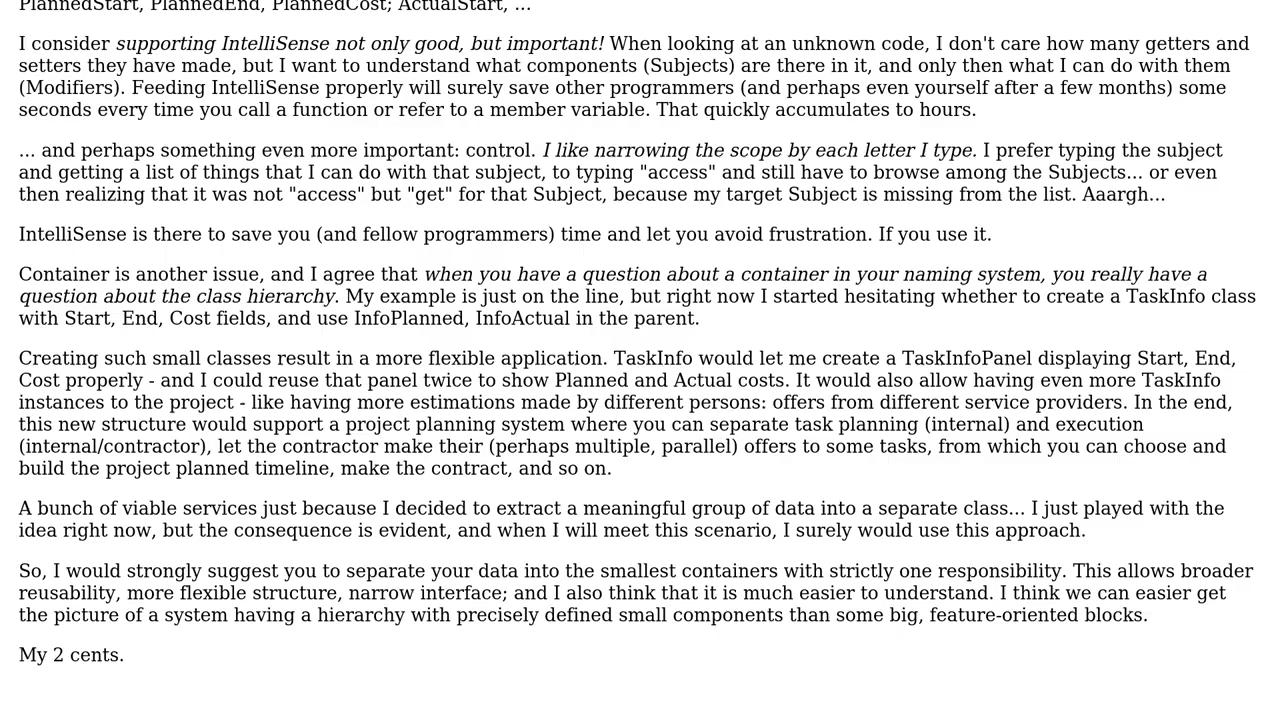 PlannedStart, PlannedEnd, PlannedCost; ActualStart, ...
I consider supporting IntelliSense not only good, but important! When looking at an unknown code, I don't care how many getters and
setters they have made, but I want to understand what components (Subjects) are there in it, and only then what I can do with them
(Modifiers). Feeding IntelliSense properly will surely save other programmers (and perhaps even yourself after a few months) some
seconds every time you call a function or refer to a member variable. That quickly accumulates to hours.
... and perhaps something even more important: control. I like narrowing the scope by each letter I type. I prefer typing the subject
and getting a list of things that I can do with that subject, to typing "access" and still have to browse among the Subjects... or even
then realizing that it was not "access" but "get" for that Subject, because my target Subject is missing from the list. Aaargh...
IntelliSense is there to save you (and fellow programmers) time and let you avoid frustration. If you use it.
Container is another issue, and I agree that when you have a question about a container in your naming system, you really have a
question about the class hierarchy. My example is just on the line, but right now I started hesitating whether to create a TaskInfo class
with Start, End, Cost fields, and use InfoPlanned, InfoActual in the parent.
Creating such small classes result in a more flexible application. TaskInfo would let me create a TaskInfoPanel displaying Start, End,
Cost properly - and I could reuse that panel twice to show Planned and Actual costs. It would also allow having even more TaskInfo
instances to the project - like having more estimations made by different persons: offers from different service providers. In the end,
this new structure would support a project planning system where you can separate task planning (internal) and execution
(internal/contractor), let the contractor make their (perhaps multiple, parallel) offers to some tasks, from which you can choose and
build the project planned timeline, make the contract, and so on.
A bunch of viable services just because I decided to extract a meaningful group of data into a separate class... I just played with the
idea right now, but the consequence is evident, and when I will meet this scenario, I surely would use this approach.
So, I would strongly suggest you to separate your data into the smallest containers with strictly one responsibility. This allows broader
reusability, more flexible structure, narrow interface; and I also think that it is much easier to understand. I think we can easier get
the picture of a system having a hierarchy with precisely defined small components than some big, feature-oriented blocks.
My 2 cents.